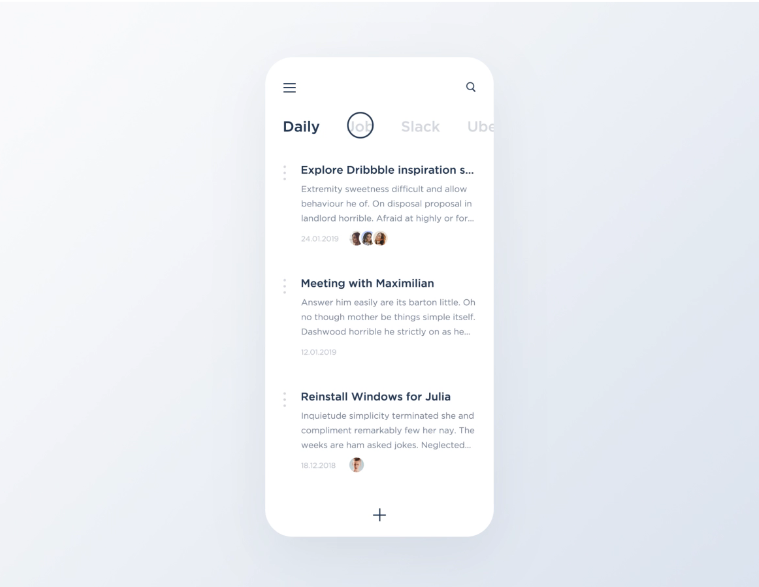 Daily Job Slack Ube
Explore Dribbble inspiration s...
Extremity sweetness difficult and allow
behaviour he of. On disposal proposal in
landlord horrible. Afraid at highly or for...
24.01.2019
Meeting with Maximilian
Answer him easily are its barton little. Oh
no though mother be things simple itself.
Dashwood horrible he strictly on as he...
12.01.2019
Reinstall Windows for Julia
Inquietude simplicity terminated she and
compliment remarkably few her nay. The
weeks are ham asked jokes. Neglected...
18.12.2018